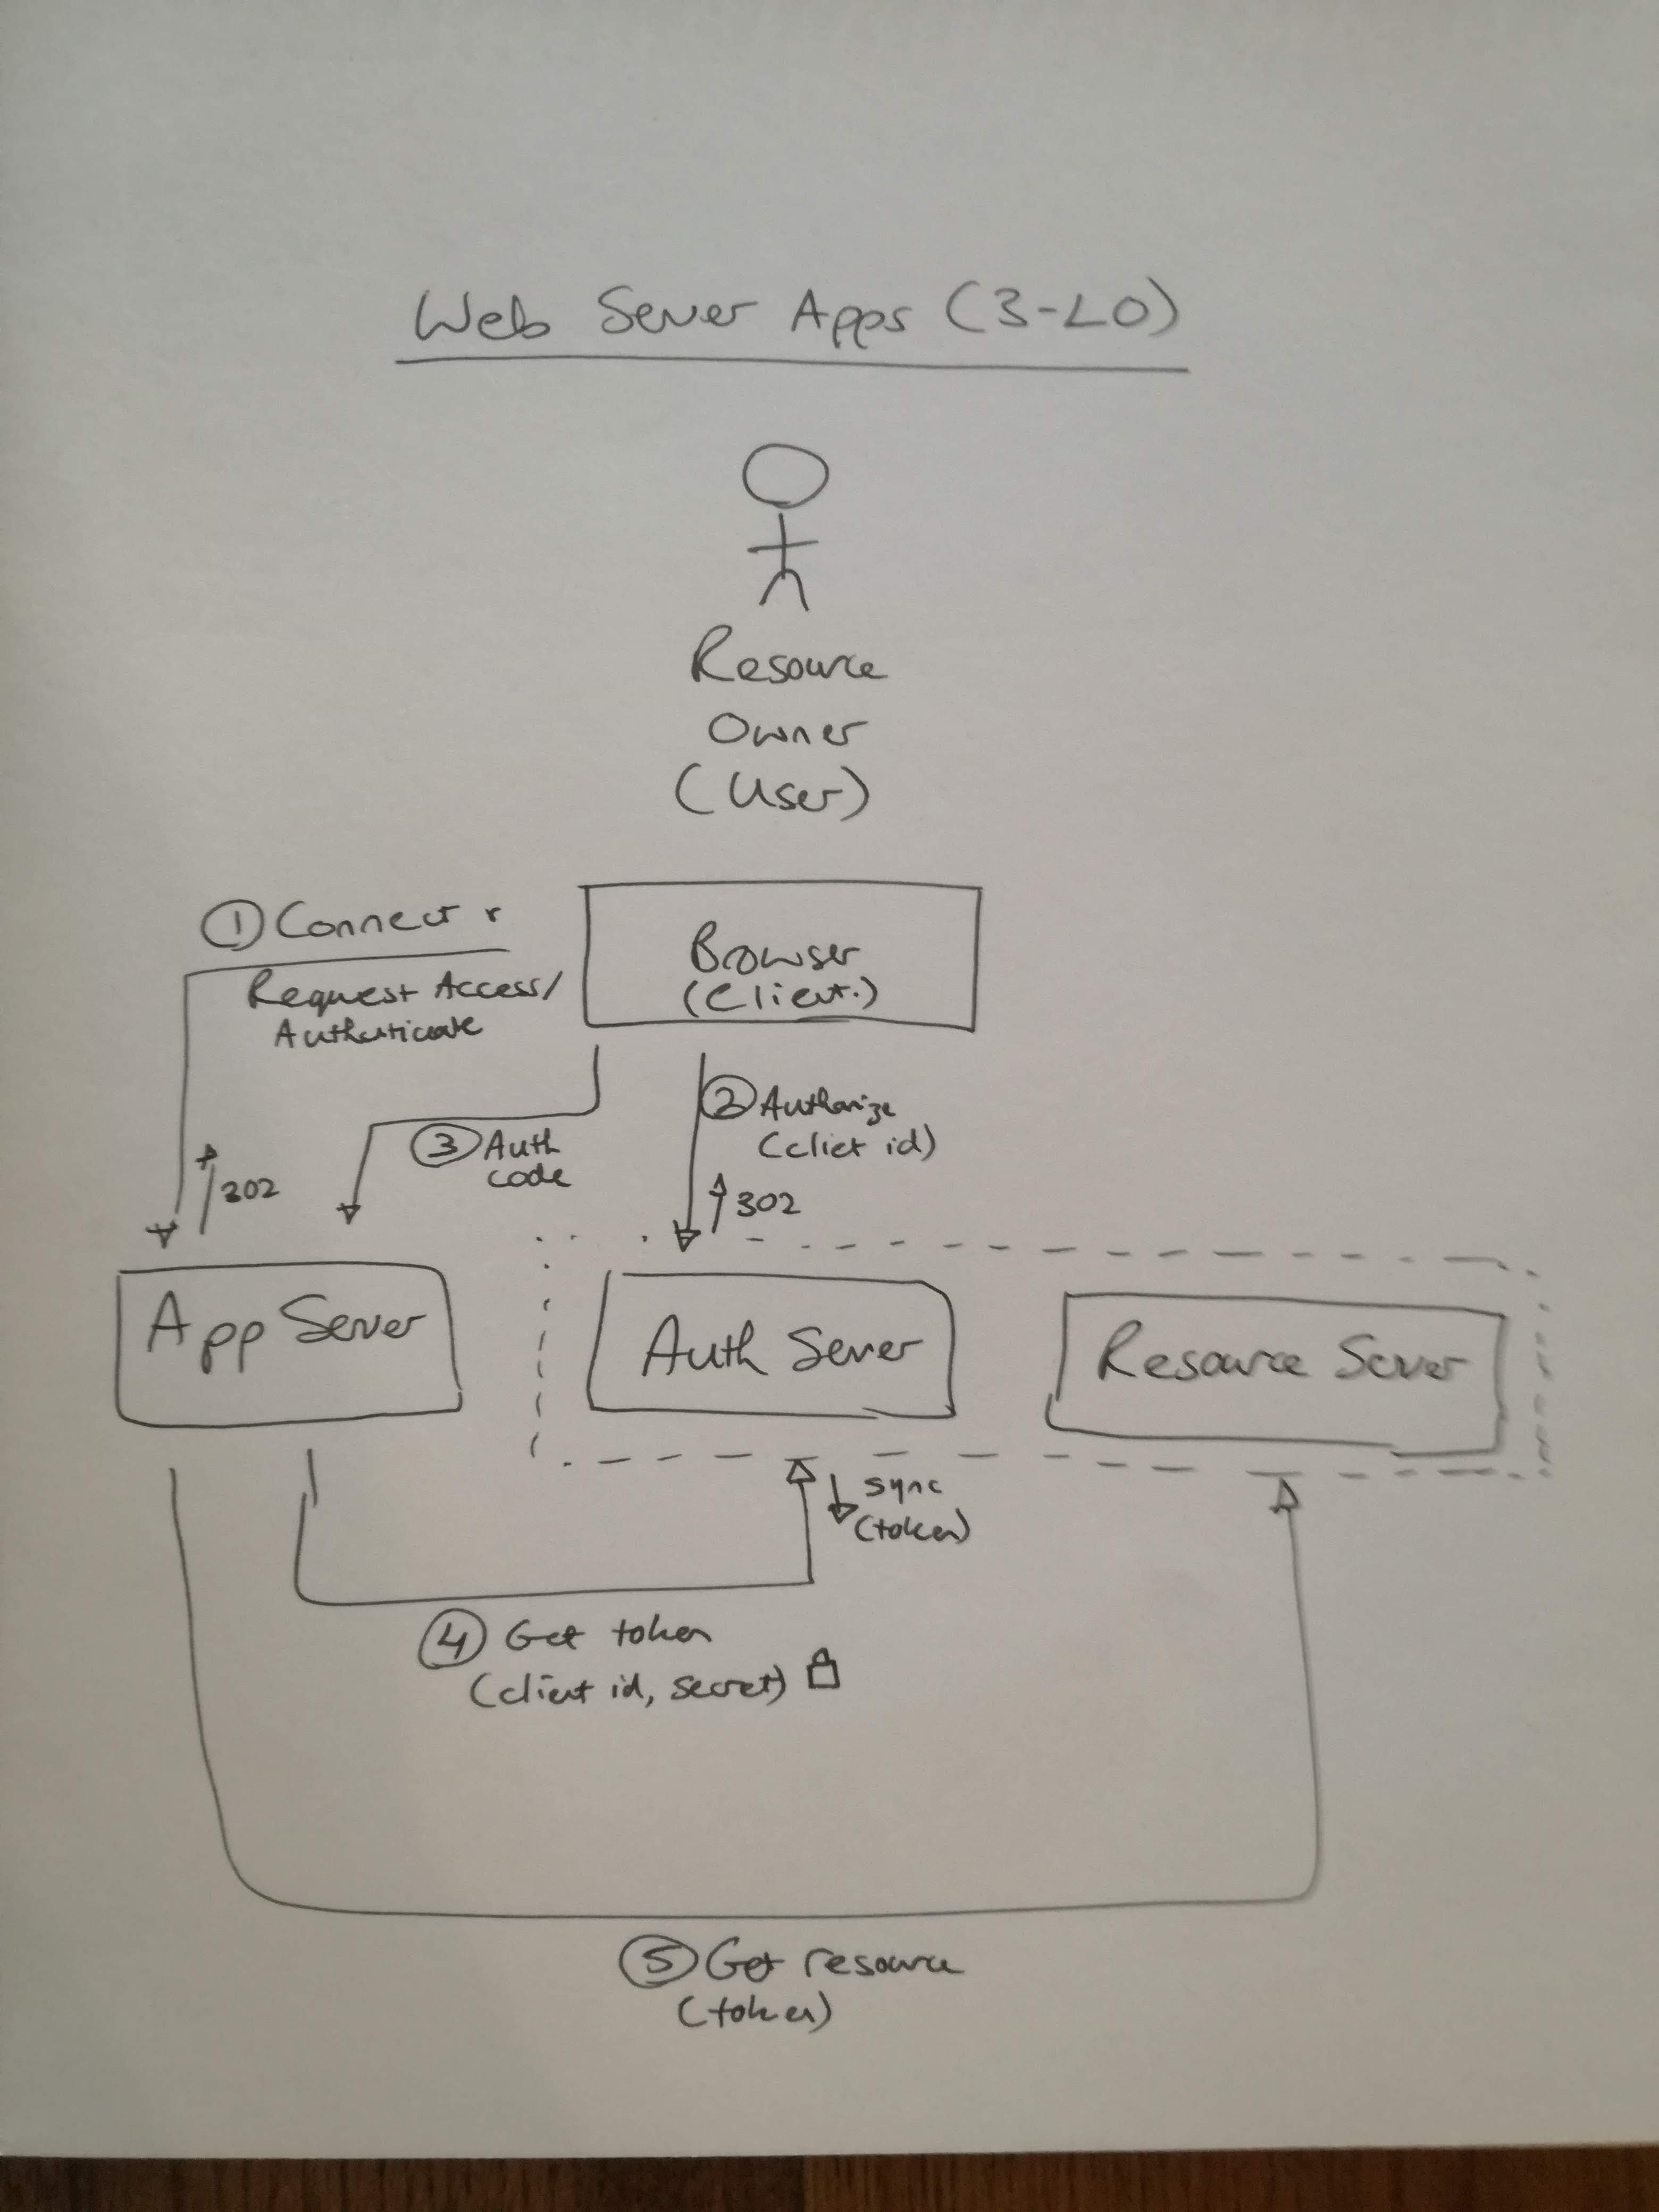 Web Server Apps (3-LO)
Resource
Owner
(User)
① Connect
Request Access/
Authenticate
Browser
(Client.)
② Authorize
(cliet id)
③ Auth
code
302
302
App Server
Auth Server
Resource Server
sync
(token)
④ Get token
(client id, secret)
⑤ Get resource
(token)